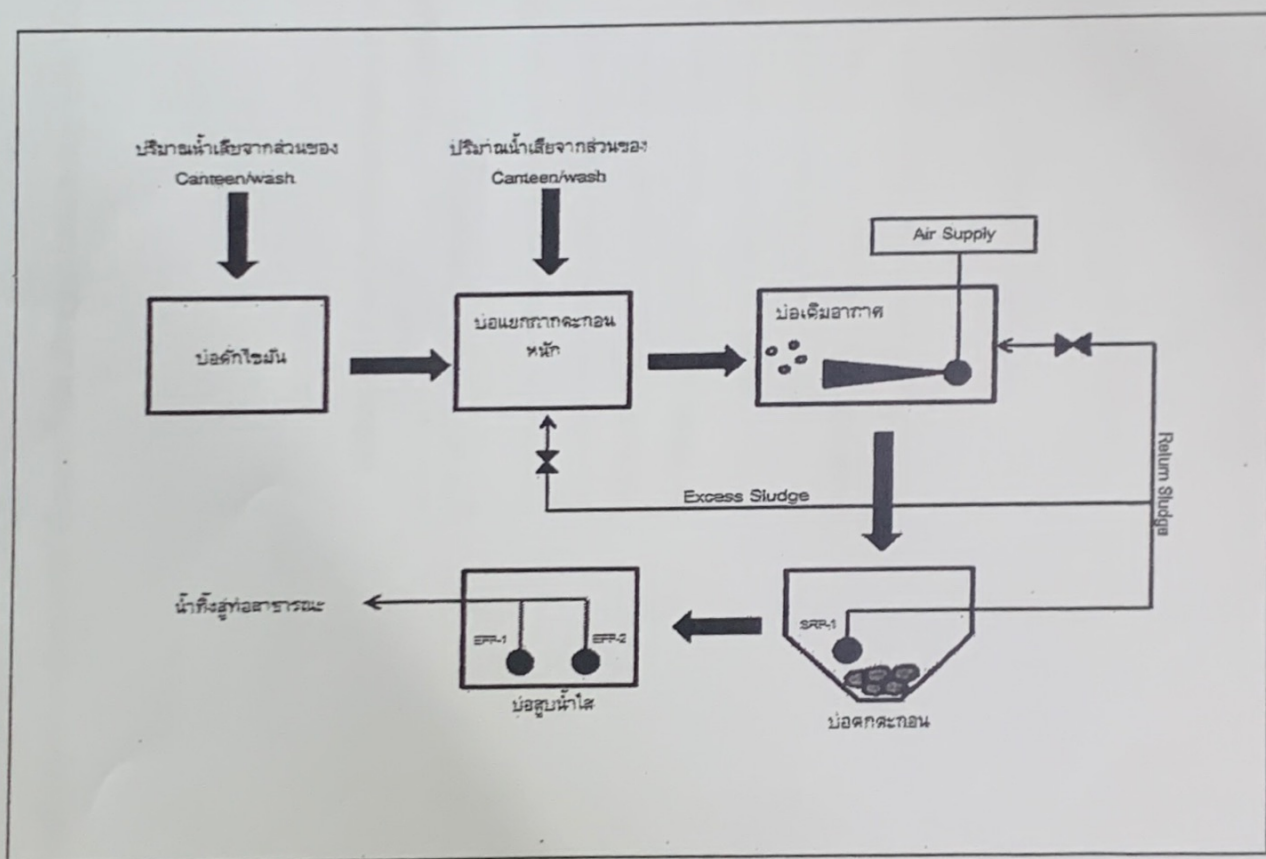 ปริมาณน้ำเสียจากส่วนของ
Canteen/wash
ปริมาณน้ำเสียจากส่วนของ
Canteen/wash
Air Supply
บ่อดักไขมัน
บ่อแยกกากตะกอน
หนัก
บ่อเติมอากาศ
Return Sludge
Excess Sludge
น้ำทิ้งสู่ท่อสาธารณะ
EFP-1
EFP-2
SRP-1
บ่อสูบน้ำใส
บ่อตกตะกอน